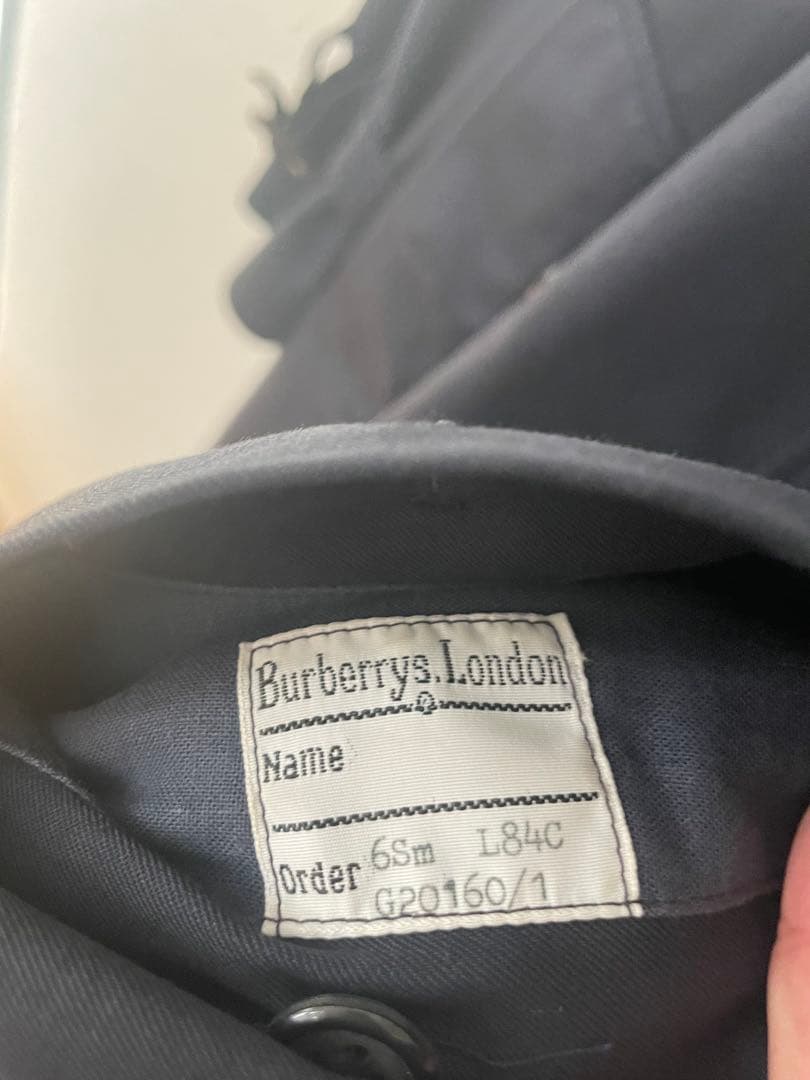 Burberrys. London
Name
Order 6Sm L84C
G20160/1